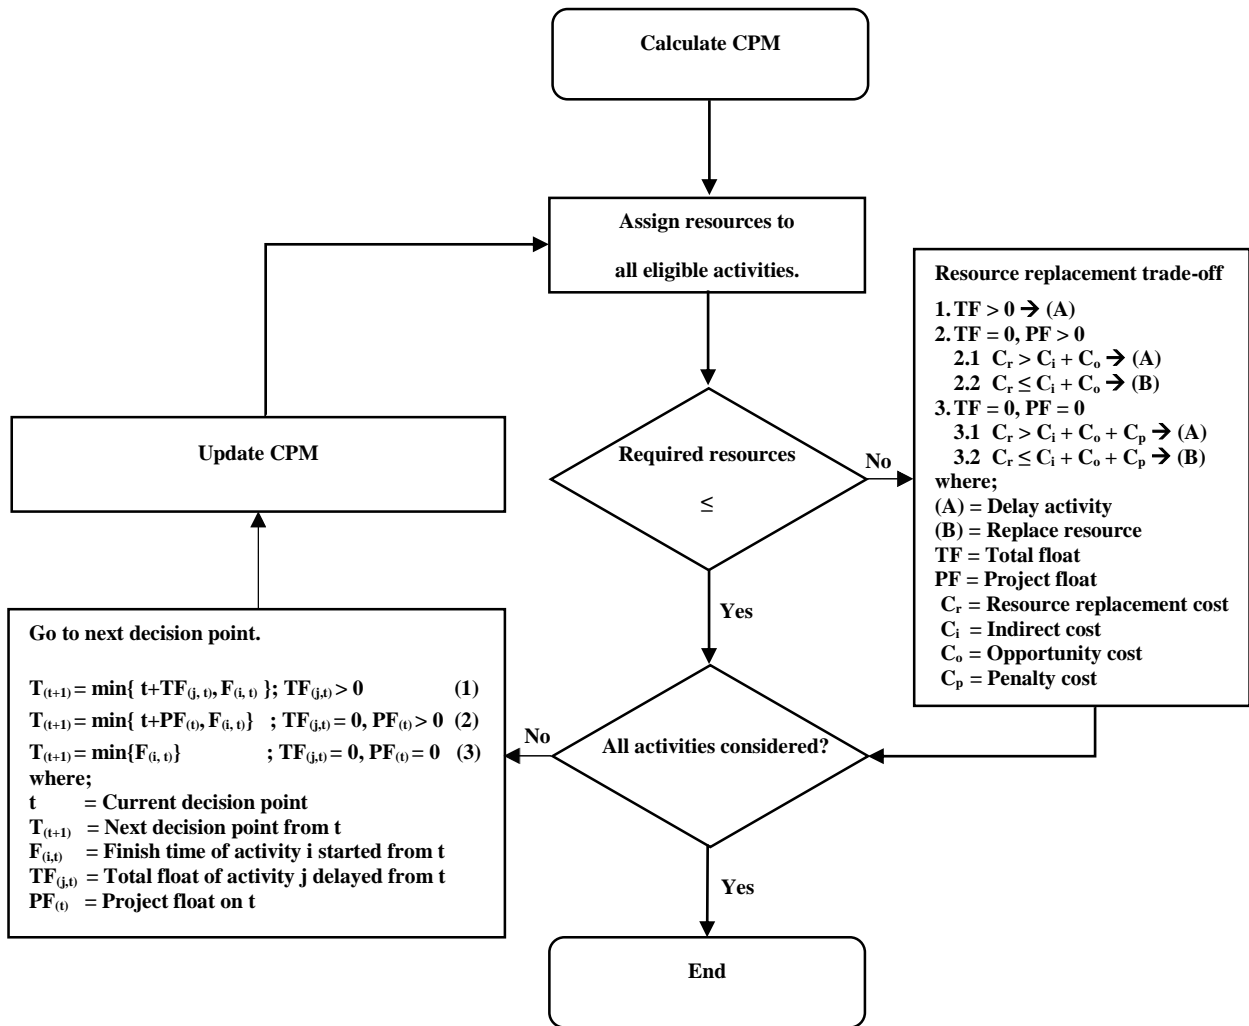 Calculate CPM
Assign resources to
all eligible activities.
Resource replacement trade-off
1. TF > 0 → (A)
2. TF = 0, PF > 0
2.1 Cr > Ci + Co → (A)
2.2 Cr ≤ Ci + Co → (B)
3. TF = 0, PF = 0
3.1 Cr > Ci + Co + Cp → (A)
3.2 Cr ≤ Ci + Co + Cp → (B)
where;
(A) = Delay activity
(B) = Replace resource
TF = Total float
PF = Project float
Cr = Resource replacement cost
Ci = Indirect cost
Co = Opportunity cost
Cp = Penalty cost
Required resources
≤
No
Yes
Update CPM
All activities considered?
No
Yes
Go to next decision point.
T(t+1) = min{ t+TF(j, t), F(i, t) }; TF(j,t) > 0 (1)
T(t+1) = min{ t+PF(t), F(i, t)} ; TF(j,t) = 0, PF(t) > 0 (2)
T(t+1) = min{F(i, t)} ; TF(j,t) = 0, PF(t) = 0 (3)
where;
t = Current decision point
T(t+1) = Next decision point from t
F(i,t) = Finish time of activity i started from t
TF(j,t) = Total float of activity j delayed from t
PF(t) = Project float on t
End